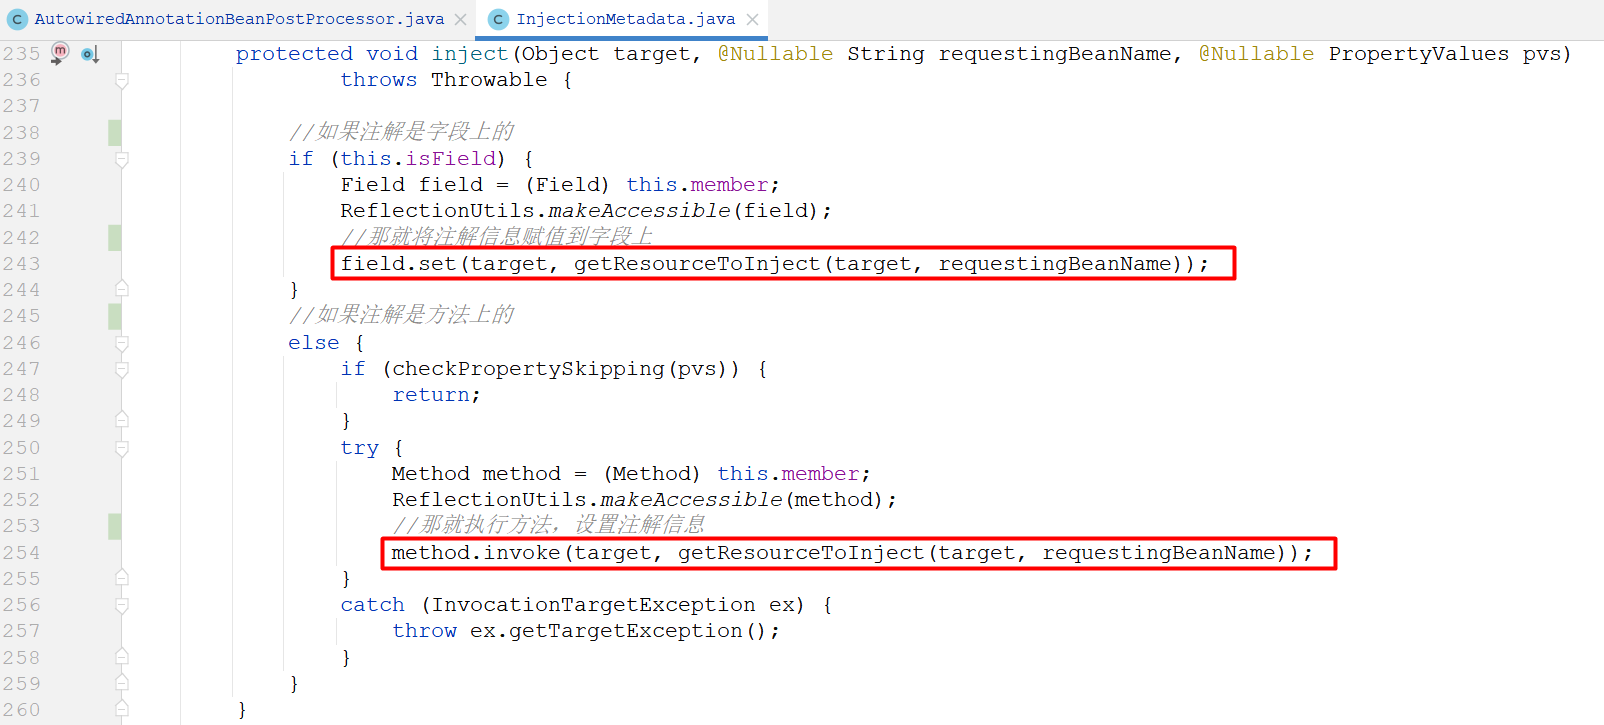 C AutowiredAnnotationBeanPostProcessor.java × C InjectionMetadata.java ×
235 m protected void inject(Object target, @Nullable String requestingBeanName, @Nullable PropertyValues pvs)
236 throws Throwable {
237
238 //如果注解是字段上的
239 if (this.isField) {
240 Field field = (Field) this.member;
241 ReflectionUtils.makeAccessible(field);
242 //那就将注解信息赋值到字段上
243 field.set(target, getResourceToInject(target, requestingBeanName));
244 }
245 //如果注解是方法上的
246 else {
247 if (checkPropertySkipping(pvs)) {
248 return;
249 }
250 try {
251 Method method = (Method) this.member;
252 ReflectionUtils.makeAccessible(method);
253 //那就执行方法，设置注解信息
254 method.invoke(target, getResourceToInject(target, requestingBeanName));
255 }
256 catch (InvocationTargetException ex) {
257 throw ex.getTargetException();
258 }
259 }
260 }